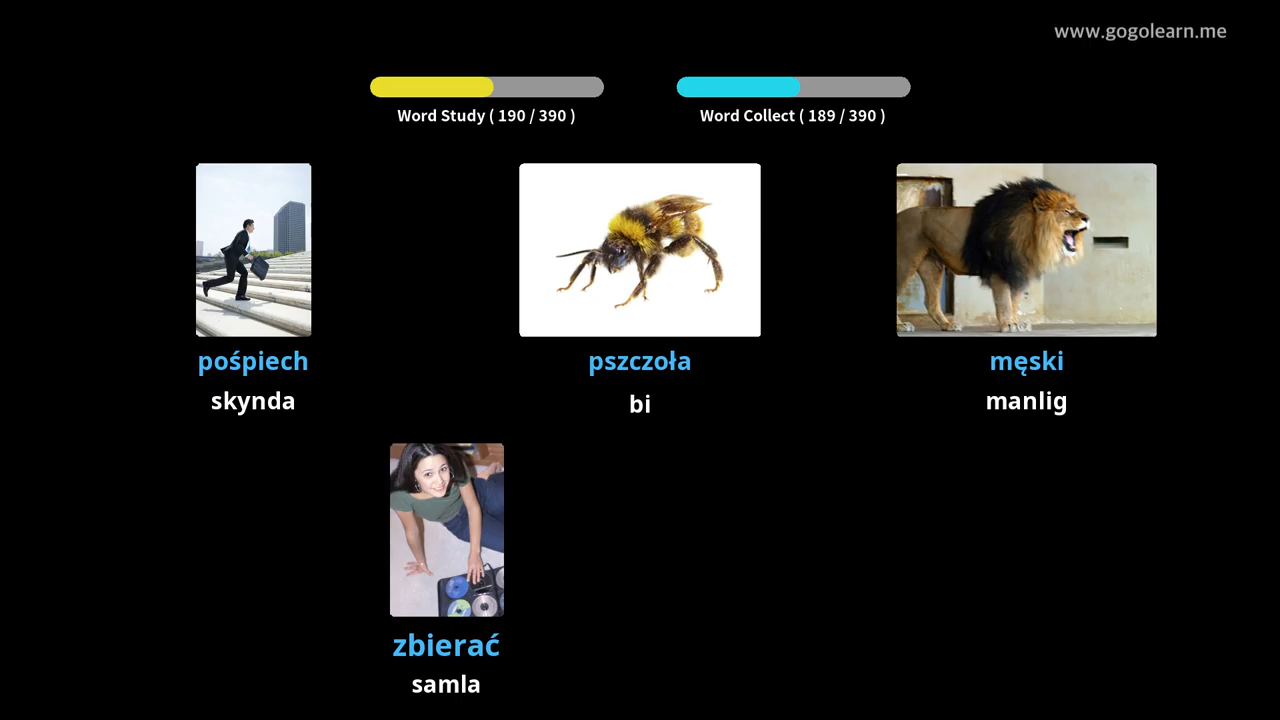 www.gogolearn.me
Word Study ( 190 / 390 )
Word Collect ( 189 / 390 )
pośpiech
skynda
pszczoła
bi
męski
manlig
zbierać
samla